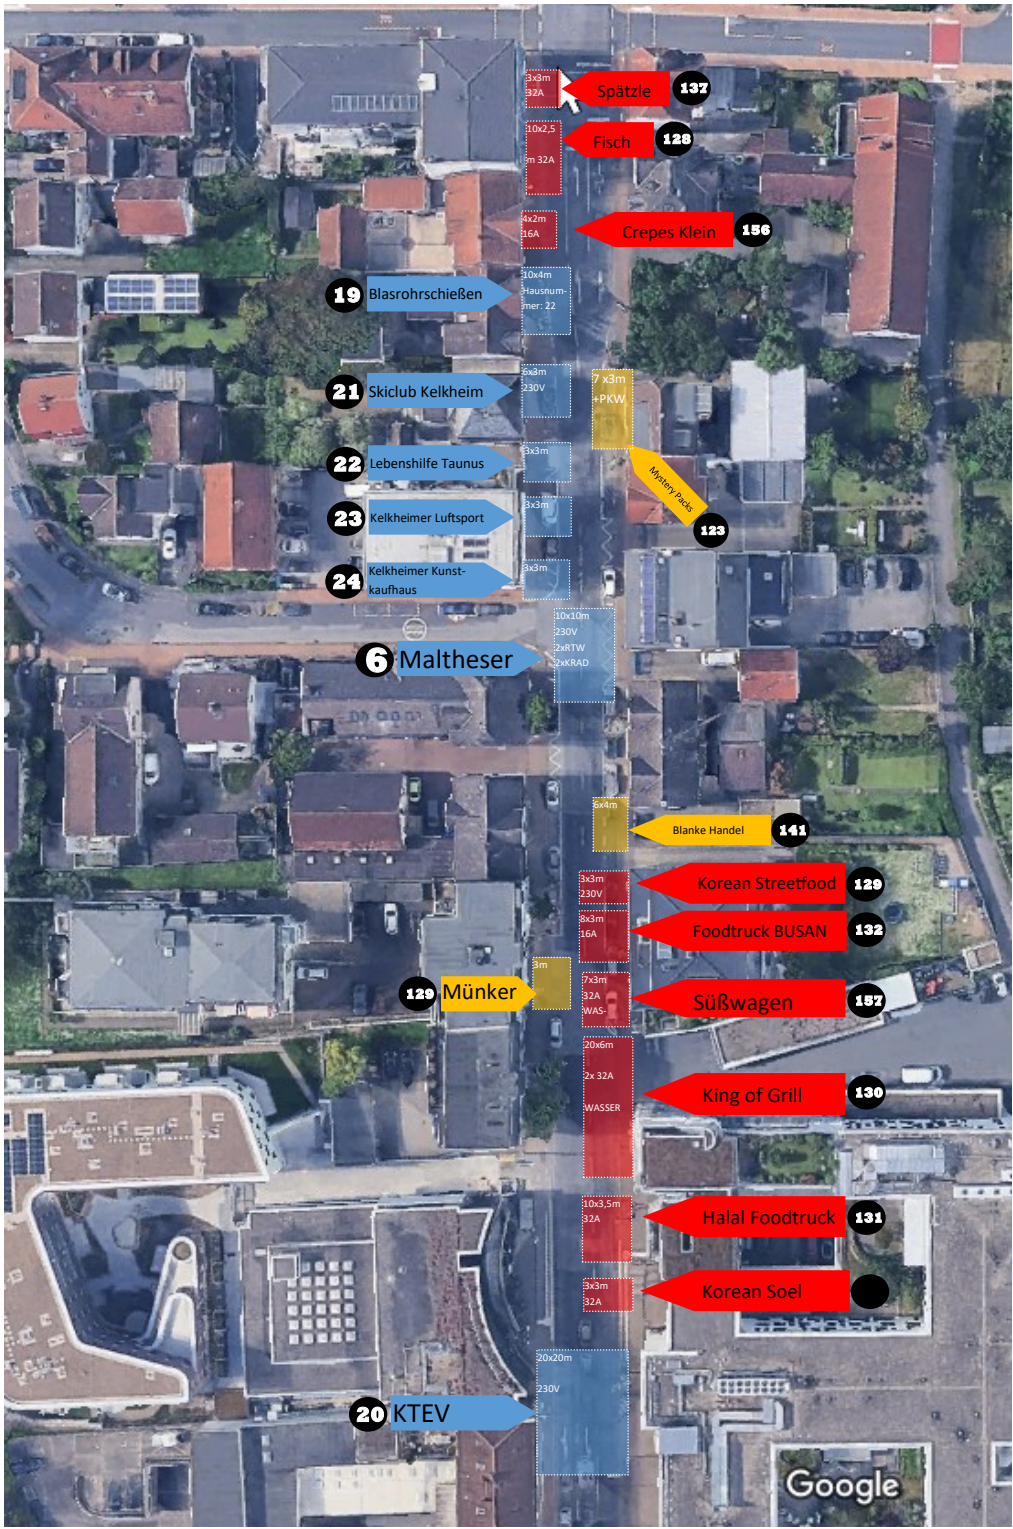 3x3m
32A
Spätzle
137
10x2,5
m 32A
Fisch
128
4x2m
16A
Crepes Klein
156
19
Blasrohrschießen
10x4m
Hausnum-
mer: 22
21
Skiclub Kelkheim
6x3m
230V
7 x3m
+PKW
Mystery Packs
123
22
Lebenshilfe Taunus
3x3m
23
Kelkheimer Luftsport
3x3m
24
Kelkheimer Kunst-
kaufhaus
3x3m
6
Maltheser
10x10m
230V
2xRTW
2xKRAD
6x4m
Blanke Handel
141
3x3m
230V
Korean Streetfood
129
8x3m
16A
Foodtruck BUSAN
132
129
Münker
3m
7x3m
32A
WAS-
Süßwagen
157
20x6m
2x 32A
WASSER
King of Grill
130
10x3,5m
32A
Halal Foodtruck
131
3x3m
32A
Korean Soel
20
KTEV
20x20m
230V
Google